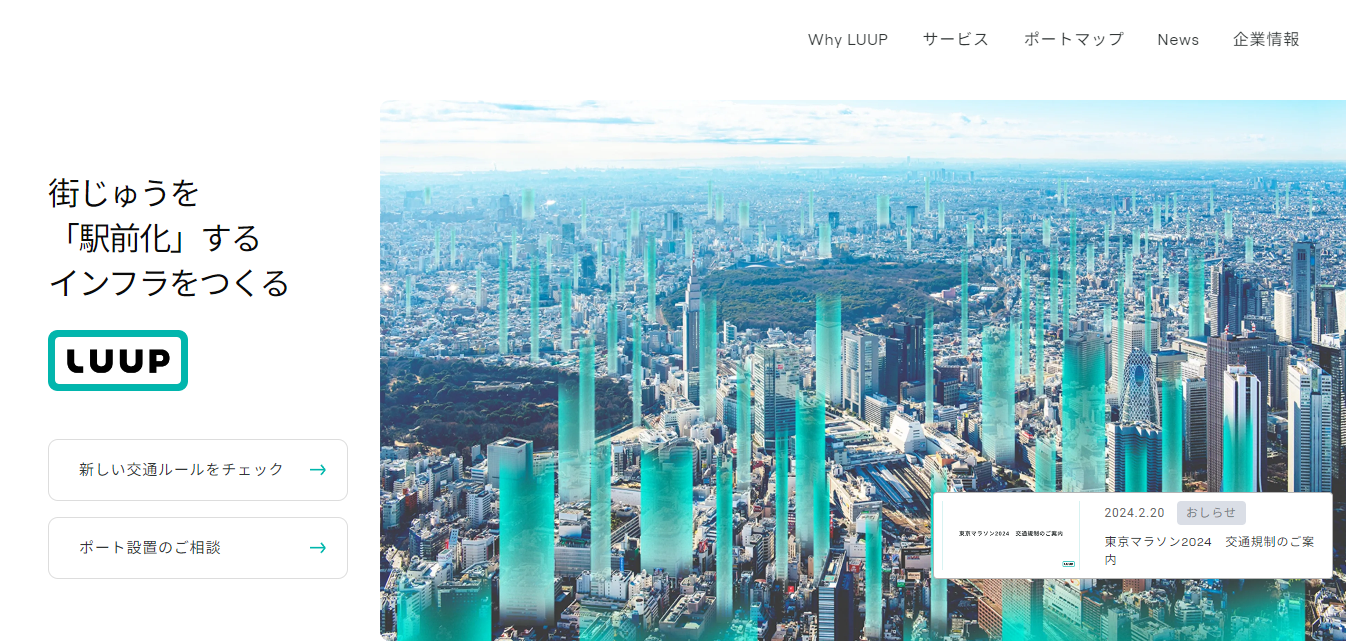 Why LUUP サービス ポートマップ News 企業情報
街じゅうを
「駅前化」する
インフラをつくる
LUUP
新しい交通ルールをチェック →
ポート設置のご相談 →
東京マラソン2024 交通規制のご案内
LUUP
2024.2.20 おしらせ
東京マラソン2024 交通規制のご案
内